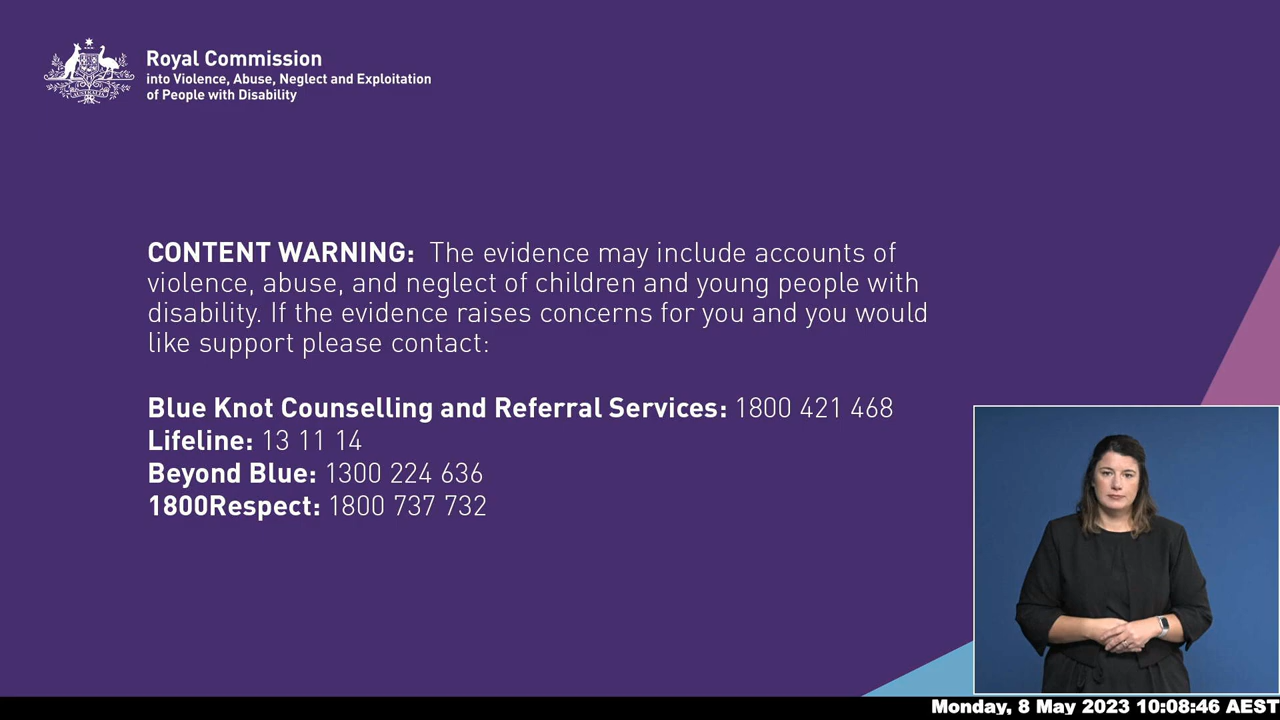 Royal Commission
into Violence, Abuse, Neglect and Exploitation
of People with Disability
CONTENT WARNING: The evidence may include accounts of
violence, abuse, and neglect of children and young people with
disability. If the evidence raises concerns for you and you would
like support please contact:
Blue Knot Counselling and Referral Services: 1800 421 468
Lifeline: 13 11 14
Beyond Blue: 1300 224 636
1800Respect: 1800 737 732
Monday, 8 May 2023 10:08:46 AEST